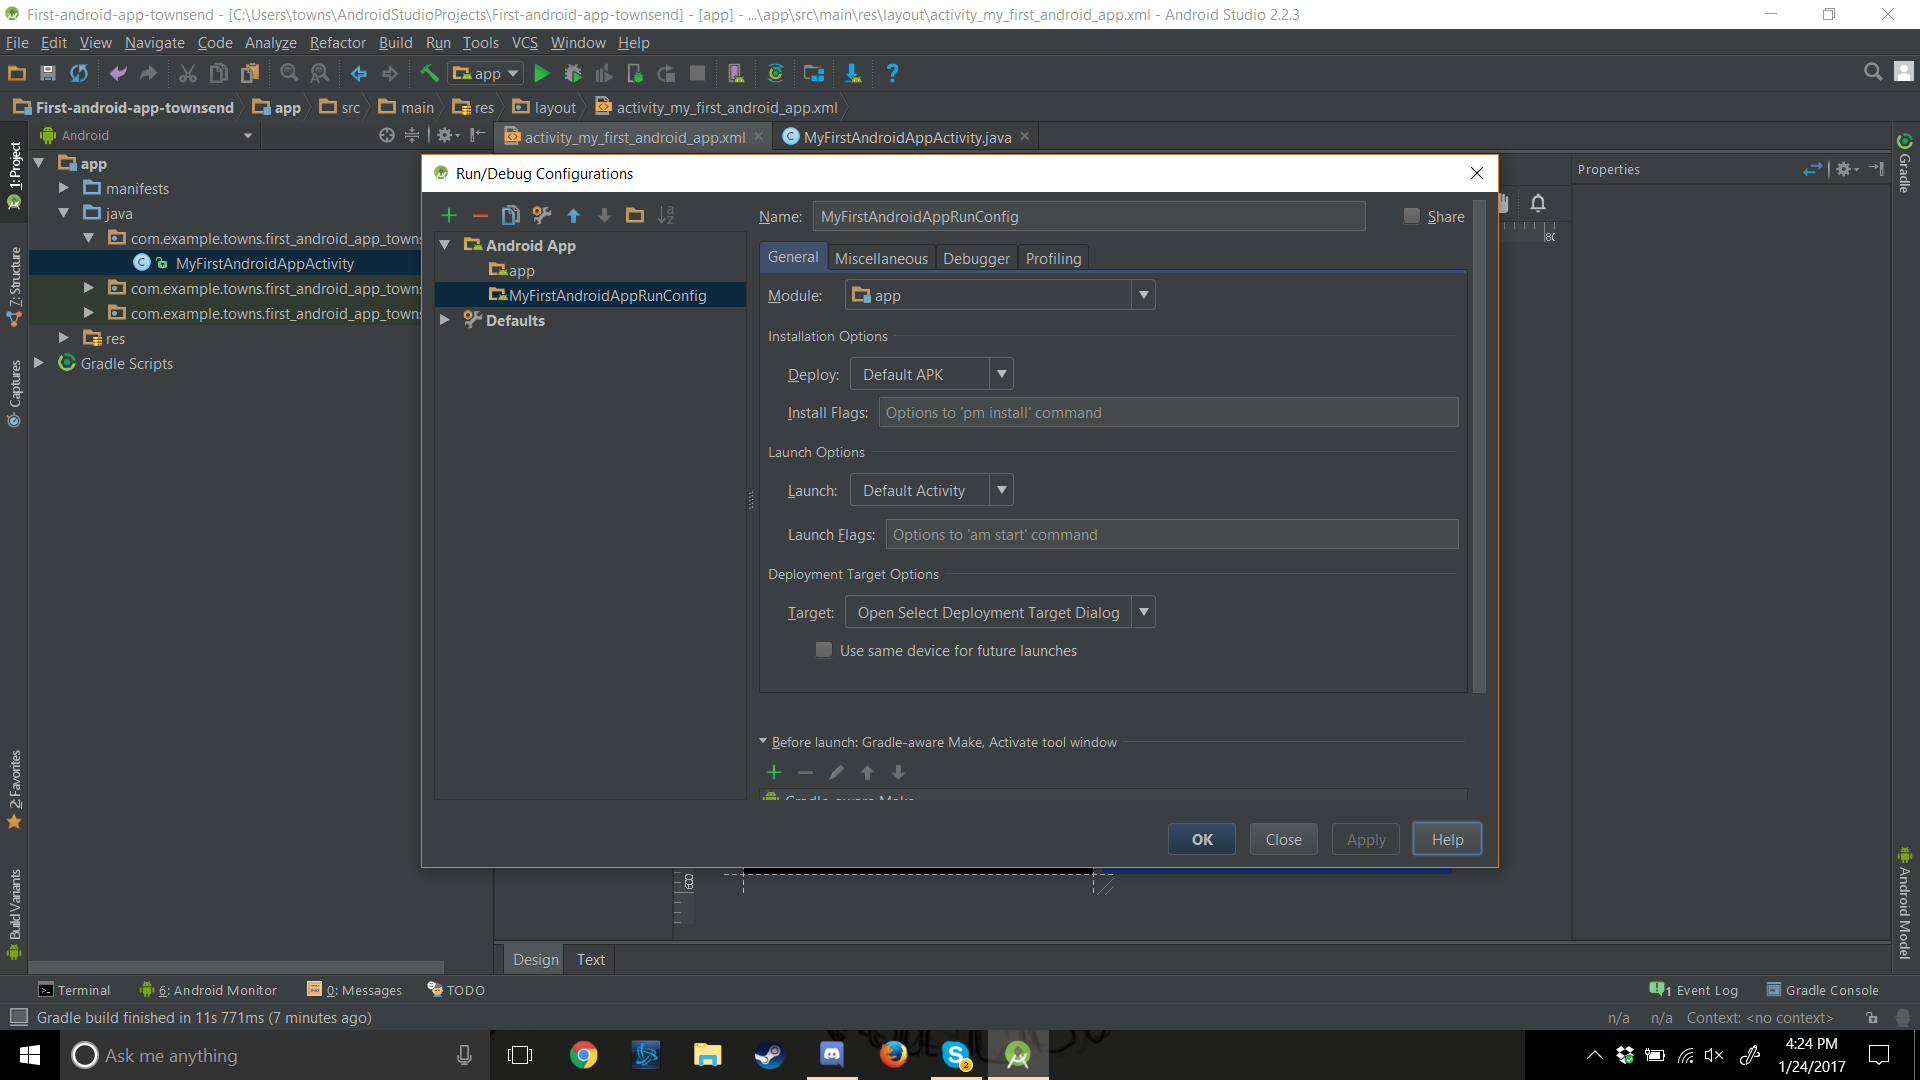 First-android-app-townsend - [C:\Users\towns\AndroidStudioProjects\First-android-app-townsend] - [app] - ...\app\src\main\res\layout\activity_my_first_android_app.xml - Android Studio 2.2.3
File Edit View Navigate Code Analyze Refactor Build Run Tools VCS Window Help
app
First-android-app-townsend app src main res layout activity_my_first_android_app.xml
Android
activity_my_first_android_app.xml MyFirstAndroidAppActivity.java
1: Project
7: Structure
Captures
2: Favorites
Build Variants
app
manifests
java
com.example.towns.first_android_app_towns
MyFirstAndroidAppActivity
com.example.towns.first_android_app_towns
com.example.towns.first_android_app_towns
res
Gradle Scripts
Run/Debug Configurations
Android App
app
MyFirstAndroidAppRunConfig
Defaults
Name: MyFirstAndroidAppRunConfig Share
General Miscellaneous Debugger Profiling
Module: app
Installation Options
Deploy: Default APK
Install Flags: Options to 'pm install' command
Launch Options
Launch: Default Activity
Launch Flags: Options to 'am start' command
Deployment Target Options
Target: Open Select Deployment Target Dialog
Use same device for future launches
Before launch: Gradle-aware Make, Activate tool window
Gradle-aware Make
OK Close Apply Help
Properties
Gradle
Android Model
600
Design Text
Terminal 6: Android Monitor 0: Messages TODO 1 Event Log Gradle Console
Gradle build finished in 11s 771ms (7 minutes ago) n/a n/a Context: <no context>
Ask me anything
2
4:24 PM
1/24/2017